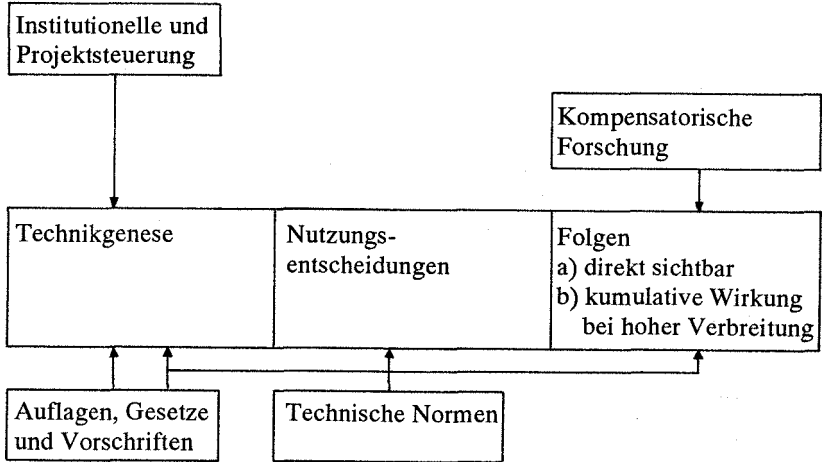 Institutionelle und
Projektsteuerung
Kompensatorische
Forschung
Technikgenese
Nutzungs-
entscheidungen
Folgen
a) direkt sichtbar
b) kumulative Wirkung
bei hoher Verbreitung
Auflagen, Gesetze
und Vorschriften
Technische Normen